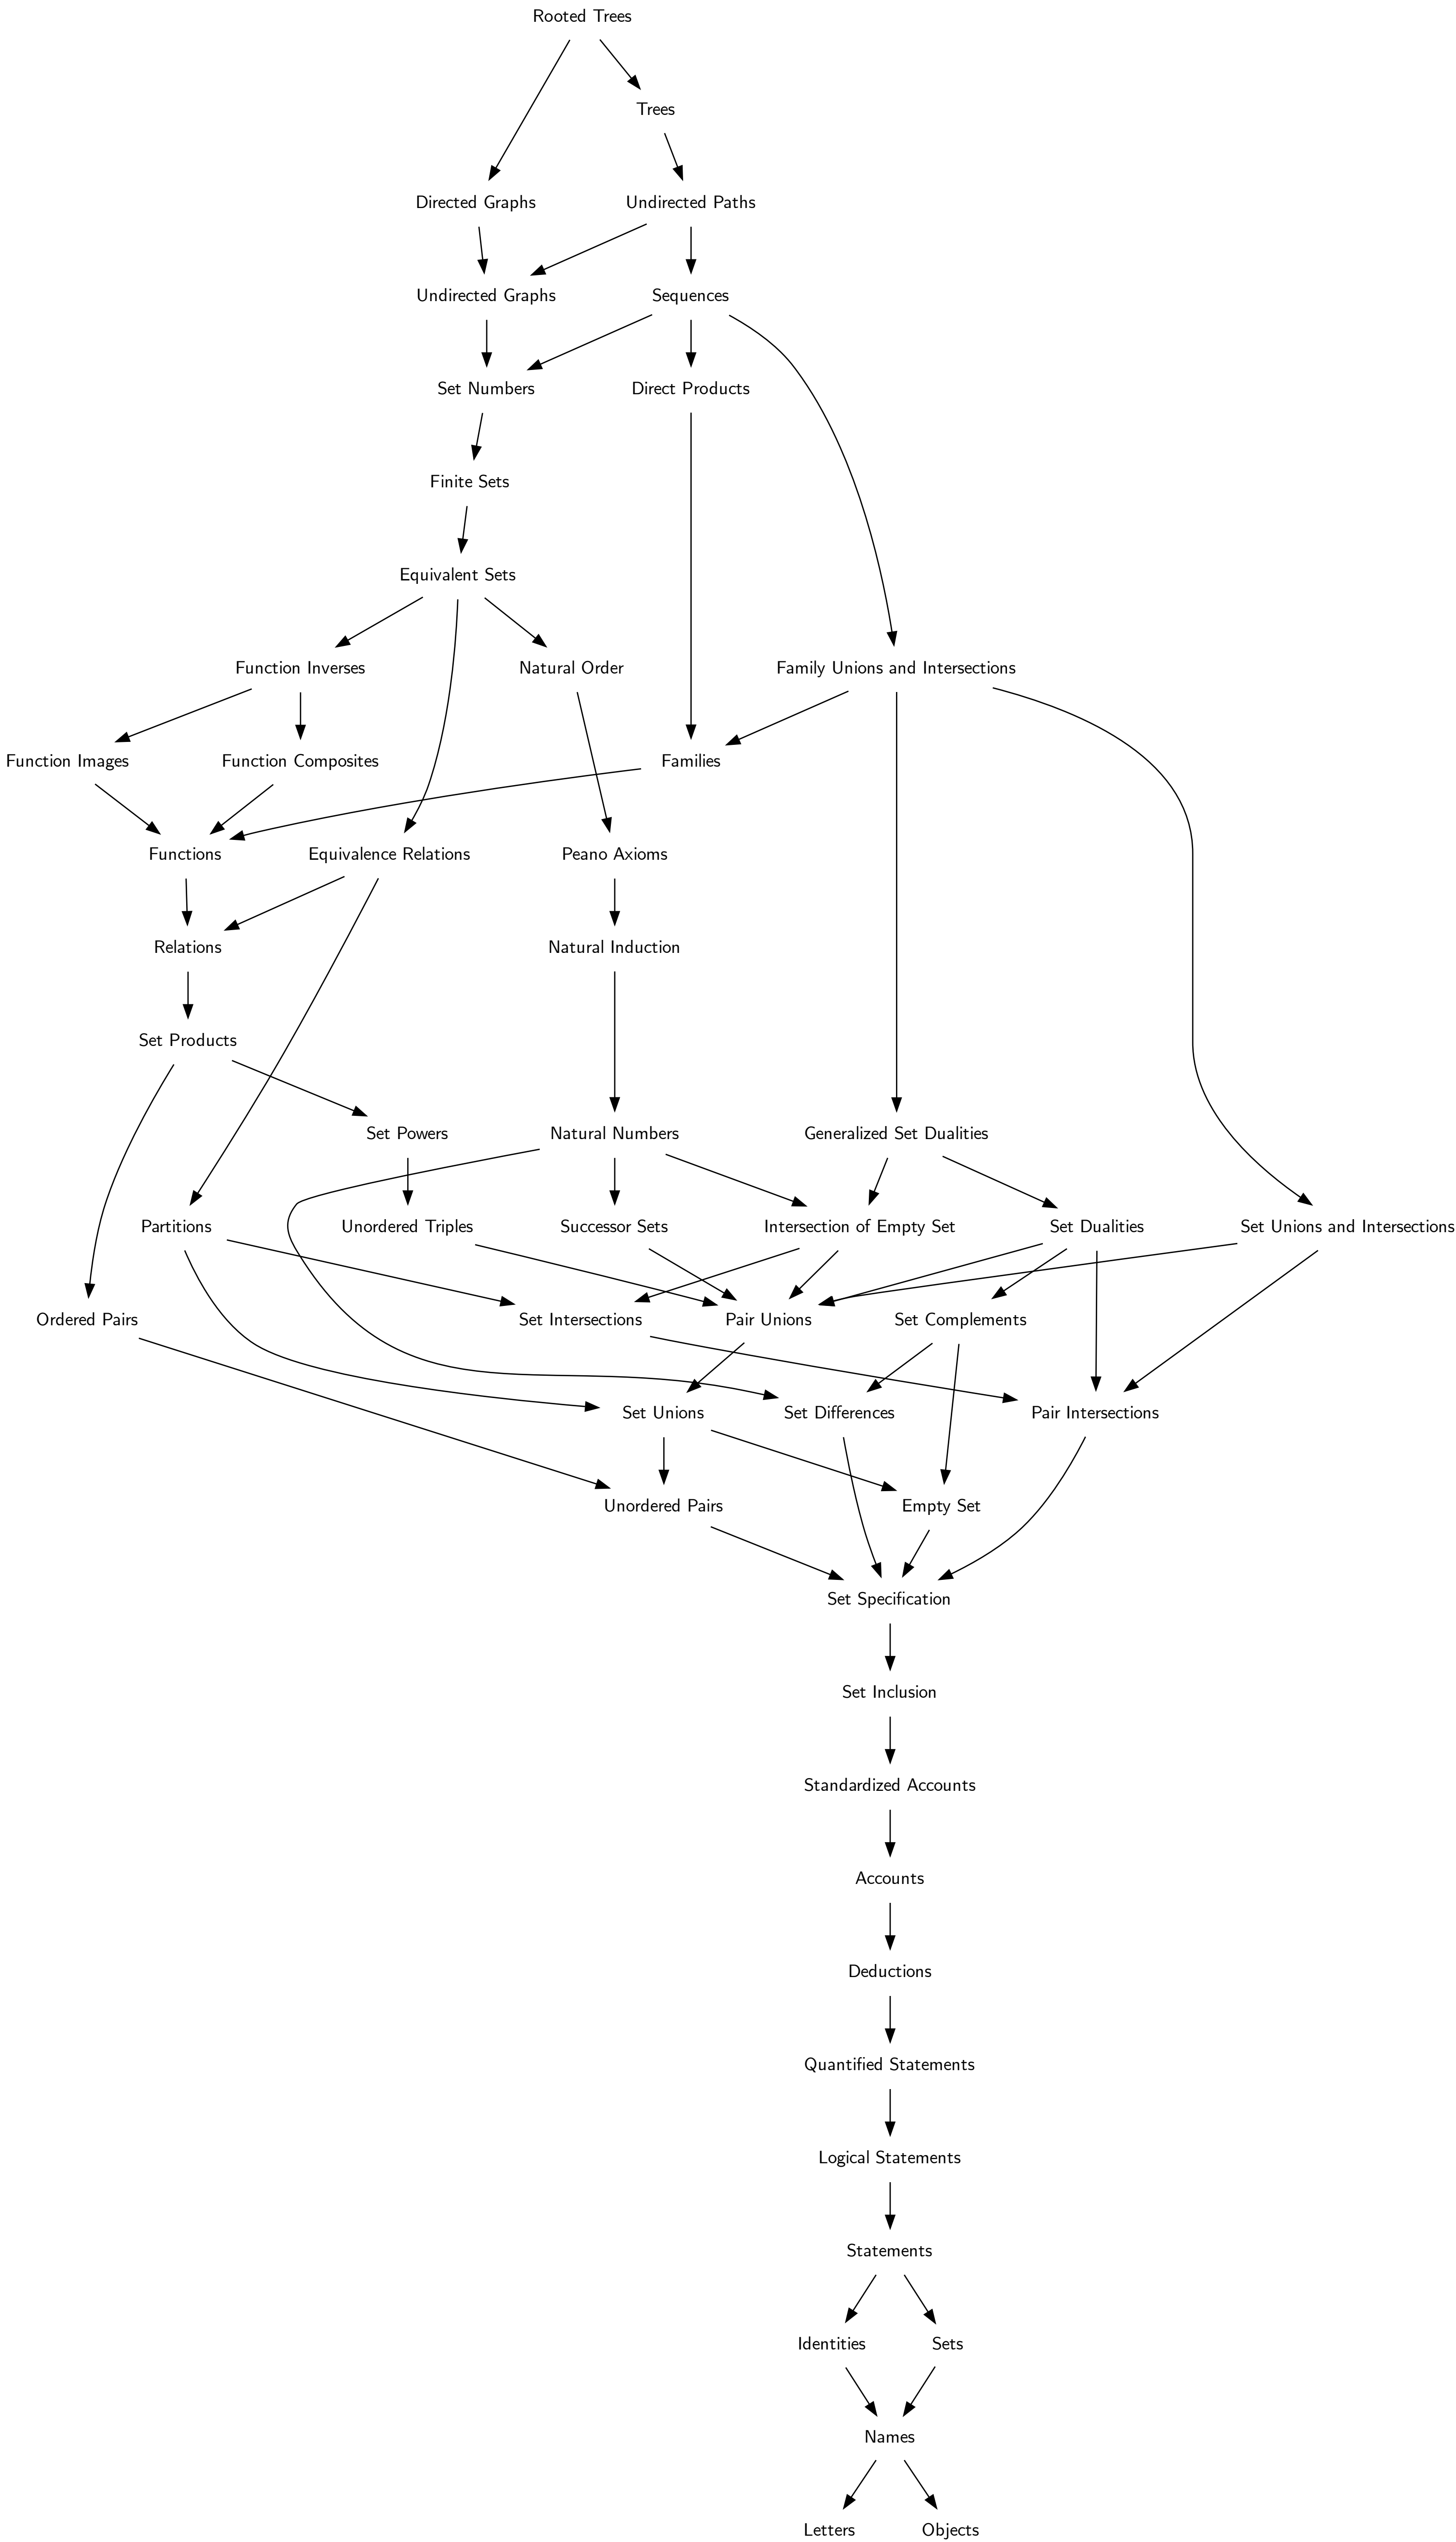 Rooted Trees
Trees
Directed Graphs
Undirected Paths
Undirected Graphs
Sequences
Set Numbers
Direct Products
Finite Sets
Equivalent Sets
Function Inverses
Natural Order
Family Unions and Intersections
Function Images
Function Composites
Families
Functions
Equivalence Relations
Peano Axioms
Relations
Natural Induction
Set Products
Set Powers
Natural Numbers
Generalized Set Dualities
Partitions
Unordered Triples
Successor Sets
Intersection of Empty Set
Set Dualities
Set Unions and Intersections
Ordered Pairs
Set Intersections
Pair Unions
Set Complements
Set Unions
Set Differences
Pair Intersections
Unordered Pairs
Empty Set
Set Specification
Set Inclusion
Standardized Accounts
Accounts
Deductions
Quantified Statements
Logical Statements
Statements
Identities
Sets
Names
Letters
Objects